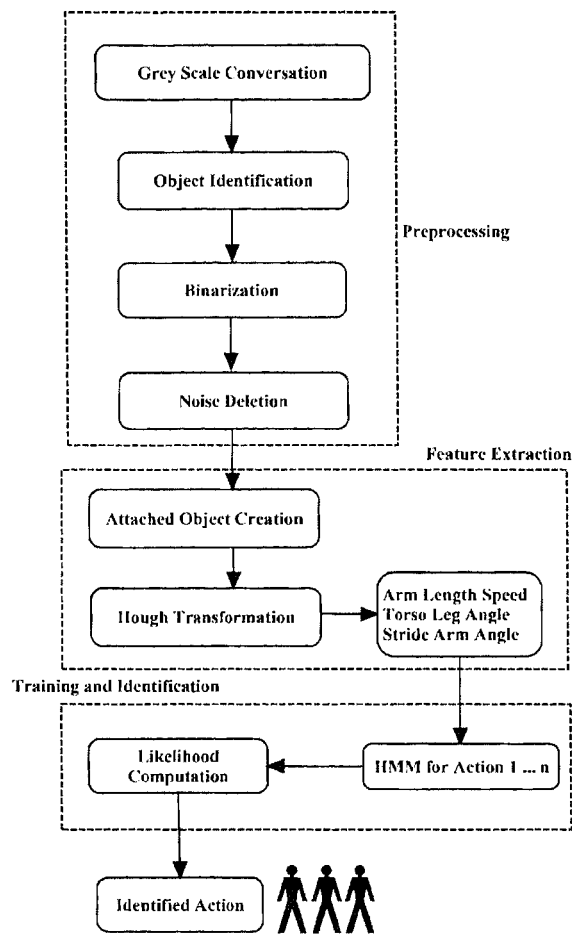 Grey Scale Conversation
Object Identification
Preprocessing
Binarization
Noise Deletion
Feature Extraction
Attached Object Creation
Hough Transformation
Arm Length Speed
Torso Leg Angle
Stride Arm Angle
Training and Identification
HMM for Action 1 ... n
Likelihood
Computation
Identified Action